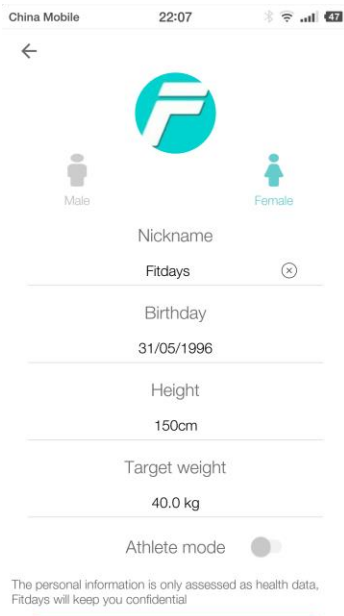 China Mobile 22:07 47
Male Female
Nickname
Fitdays
Birthday
31/05/1996
Height
150cm
Target weight
40.0 kg
Athlete mode
The personal information is only assessed as health data,
Fitdays will keep you confidential